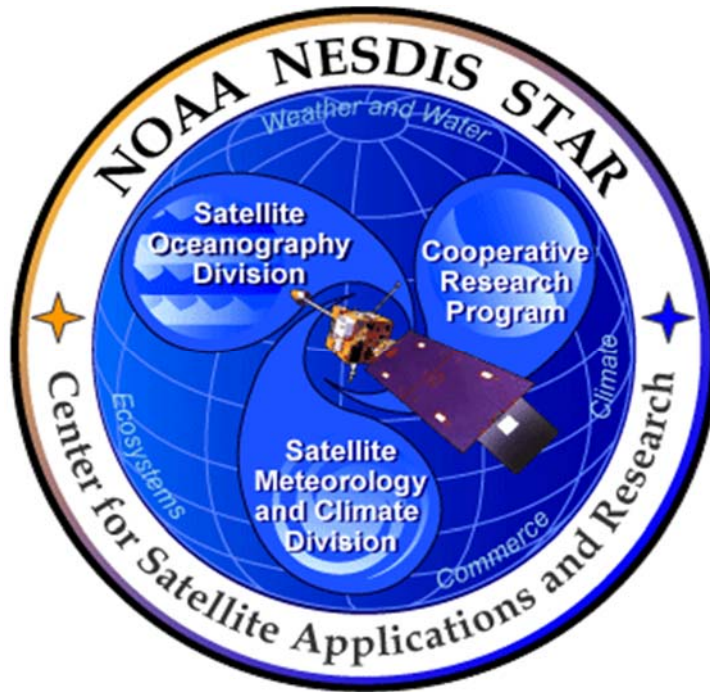 NOAA NESDIS STAR
Weather and Water
Satellite
Oceanography
Division
Cooperative
Research
Program
Climate
Ecosystems
Satellite
Meteorology
and Climate
Division
Commerce
Center for Satellite Applications and Research